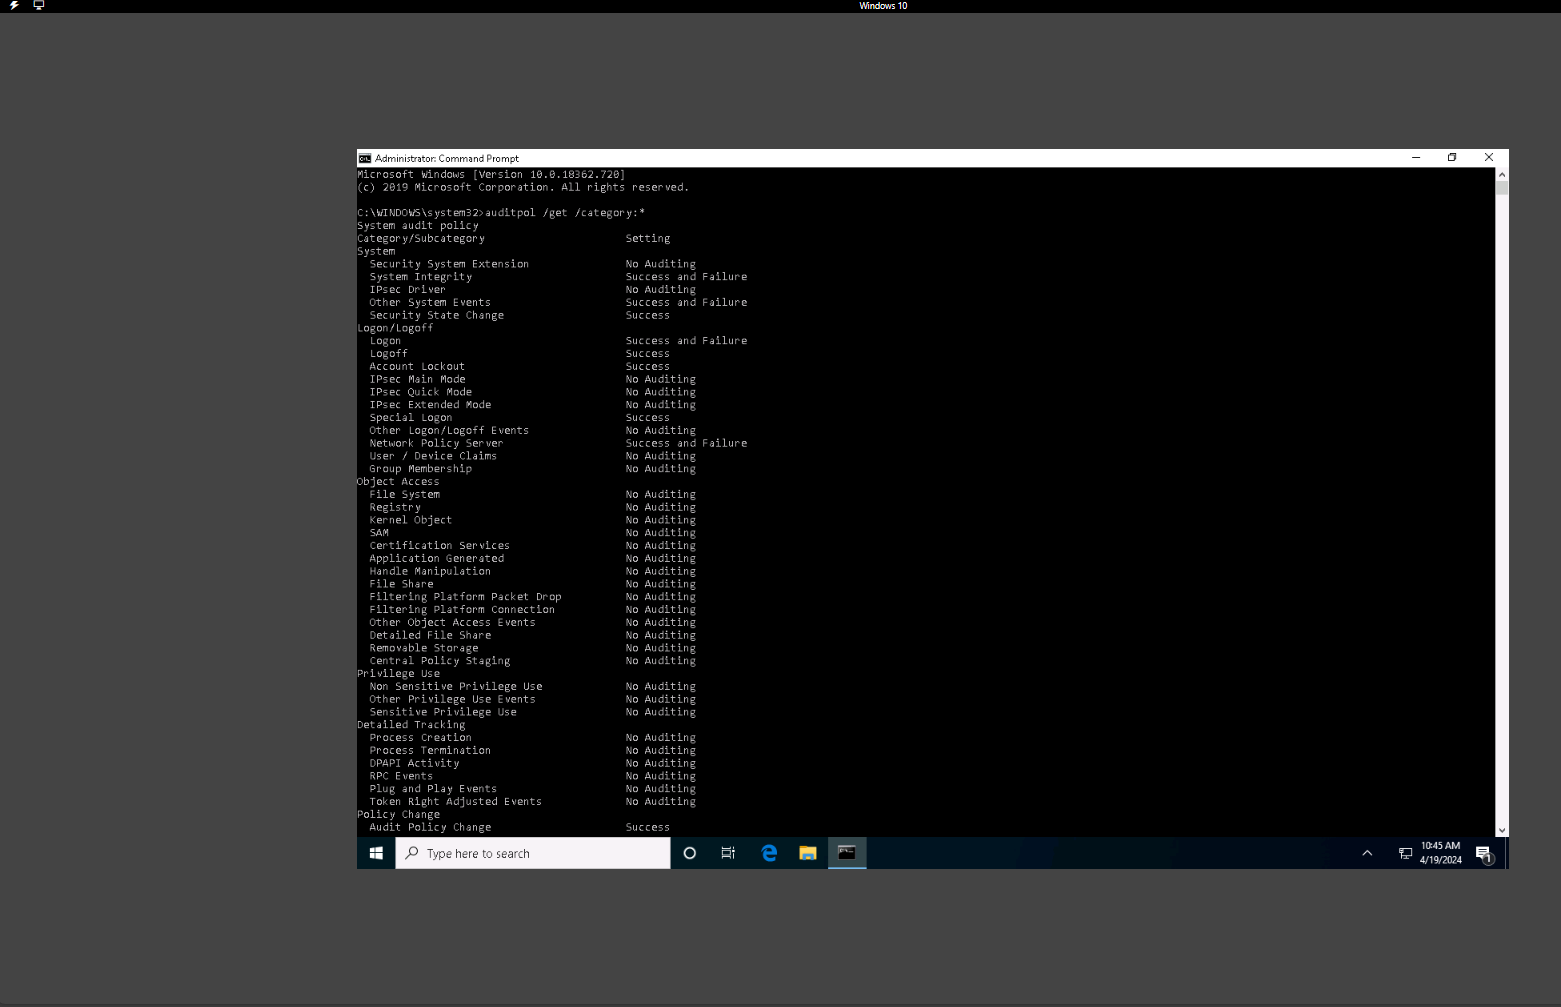 Windows 10
Administrator: Command Prompt
Microsoft Windows [Version 10.0.18362.720]
(c) 2019 Microsoft Corporation. All rights reserved.
C:\WINDOWS\system32>auditpol /get /category:*
System audit policy
Category/Subcategory Setting
System
Security System Extension No Auditing
System Integrity Success and Failure
IPsec Driver No Auditing
Other System Events Success and Failure
Security State Change Success
Logon/Logoff
Logon Success and Failure
Logoff Success
Account Lockout Success
IPsec Main Mode No Auditing
IPsec Quick Mode No Auditing
IPsec Extended Mode No Auditing
Special Logon Success
Other Logon/Logoff Events No Auditing
Network Policy Server Success and Failure
User / Device Claims No Auditing
Group Membership No Auditing
Object Access
File System No Auditing
Registry No Auditing
Kernel Object No Auditing
SAM No Auditing
Certification Services No Auditing
Application Generated No Auditing
Handle Manipulation No Auditing
File Share No Auditing
Filtering Platform Packet Drop No Auditing
Filtering Platform Connection No Auditing
Other Object Access Events No Auditing
Detailed File Share No Auditing
Removable Storage No Auditing
Central Policy Staging No Auditing
Privilege Use
Non Sensitive Privilege Use No Auditing
Other Privilege Use Events No Auditing
Sensitive Privilege Use No Auditing
Detailed Tracking
Process Creation No Auditing
Process Termination No Auditing
DPAPI Activity No Auditing
RPC Events No Auditing
Plug and Play Events No Auditing
Token Right Adjusted Events No Auditing
Policy Change
Audit Policy Change Success
Type here to search
10:45 AM
4/19/2024
1